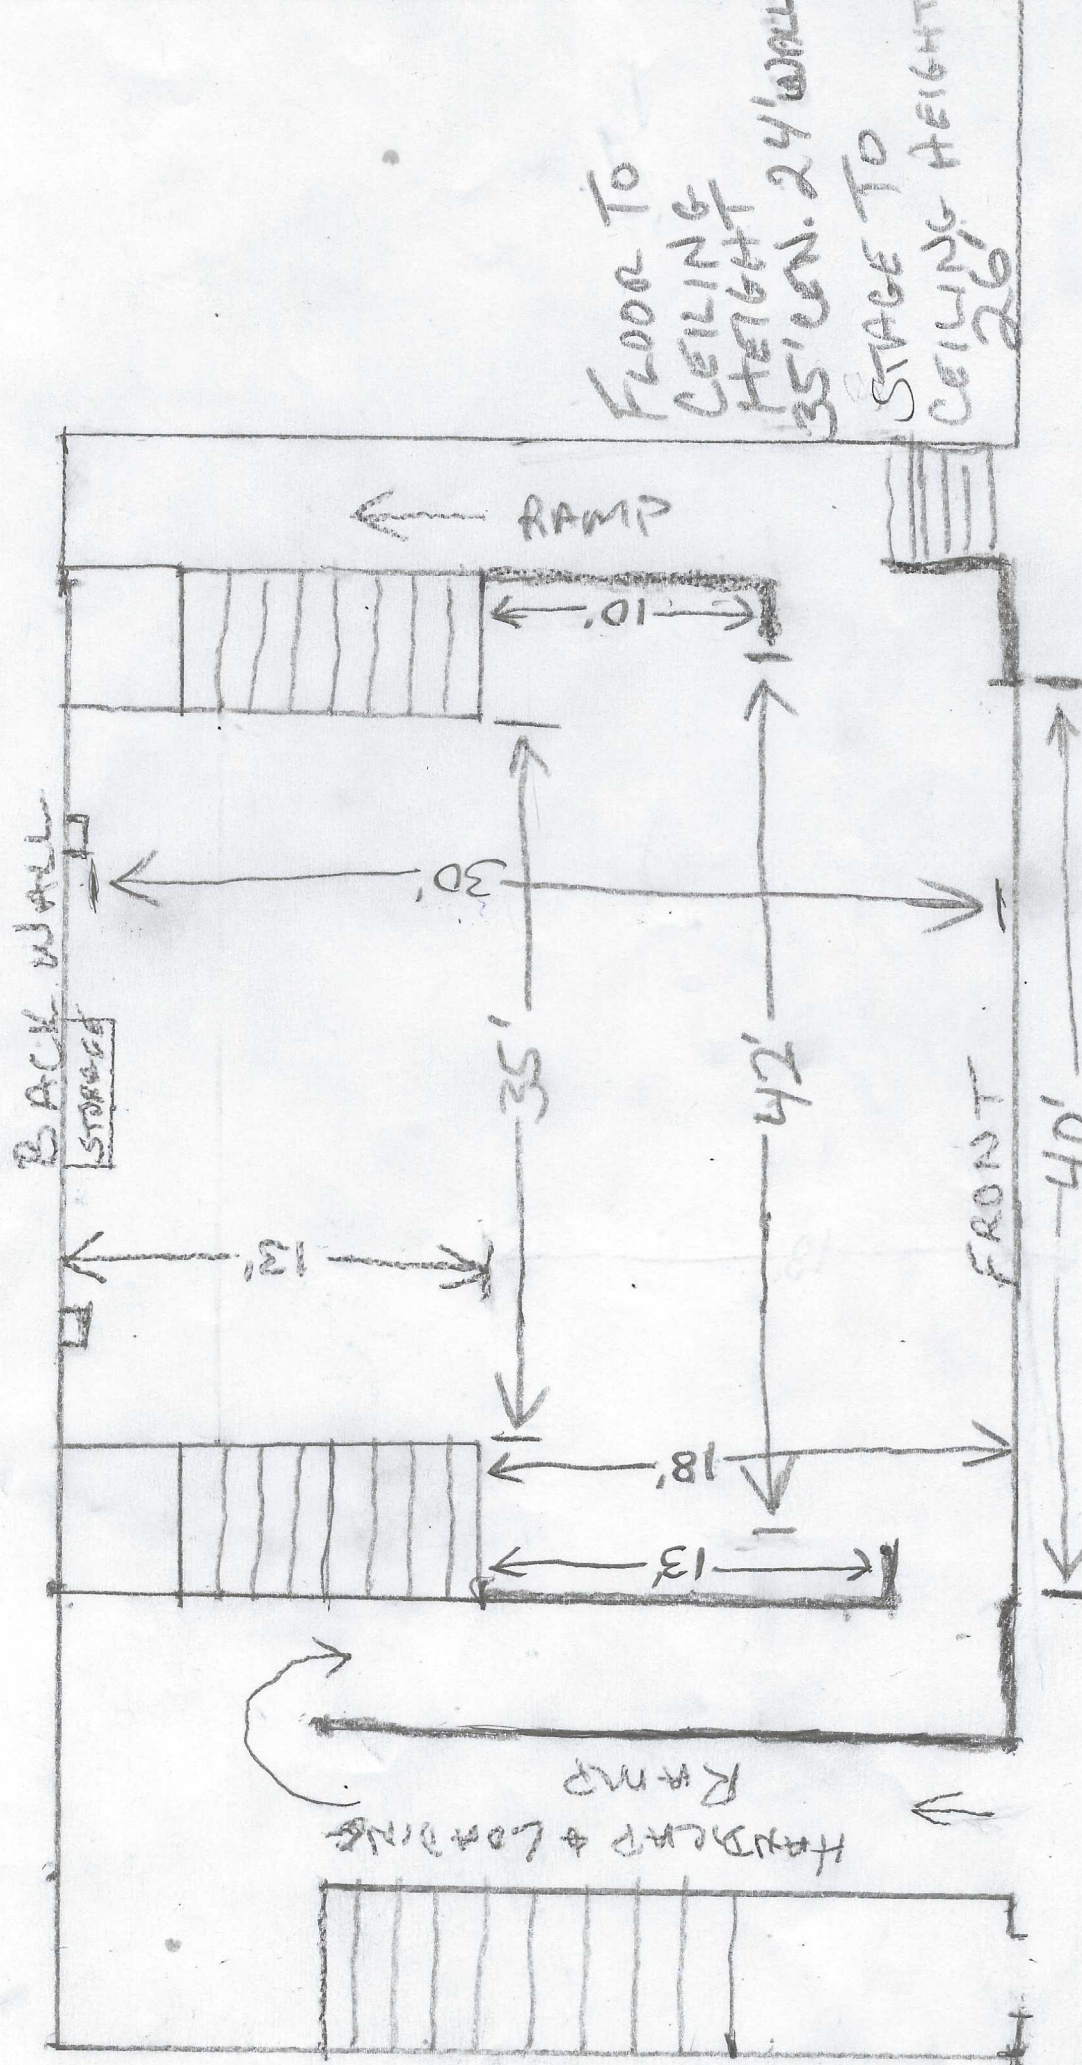 BACK WALL
STORAGE
FLOOR TO
CEILING
HEIGHT
35' CEN. 24' WALL
STAGE TO
CEILING HEIGHT
26'
RAMP
10'
30'
35'
42'
13'
18'
13'
FRONT
40'
HANDICAP & LOADING
RAMP